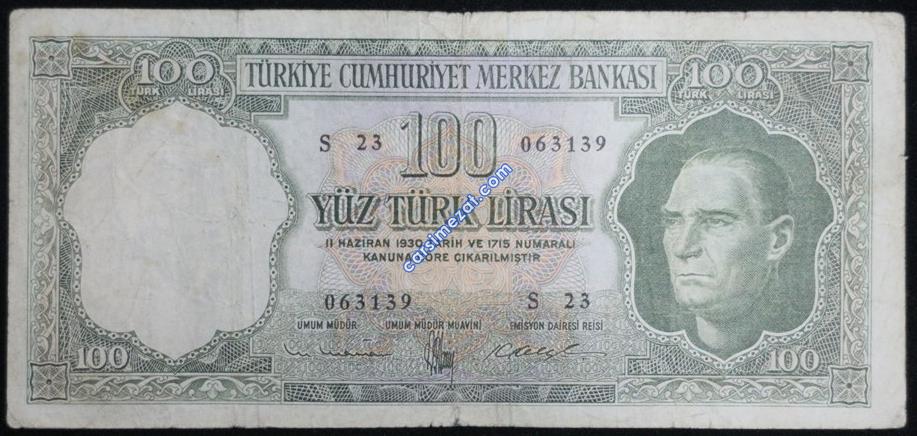 100 TÜRKİYE CUMHURİYET MERKEZ BANKASI 100
TÜRK LİRASI TÜRK LİRASI
S 23 100 063139
YÜZ TÜRK LİRASI
11 HAZİRAN 1930 TARİH VE 1715 NUMARALI
KANUNA GÖRE ÇIKARILMIŞTIR
carsimezat.com
063139 S 23
UMUM MÜDÜR UMUM MÜDÜR MUAVİNİ EMİSYON DAİRESİ REİSİ
100 100